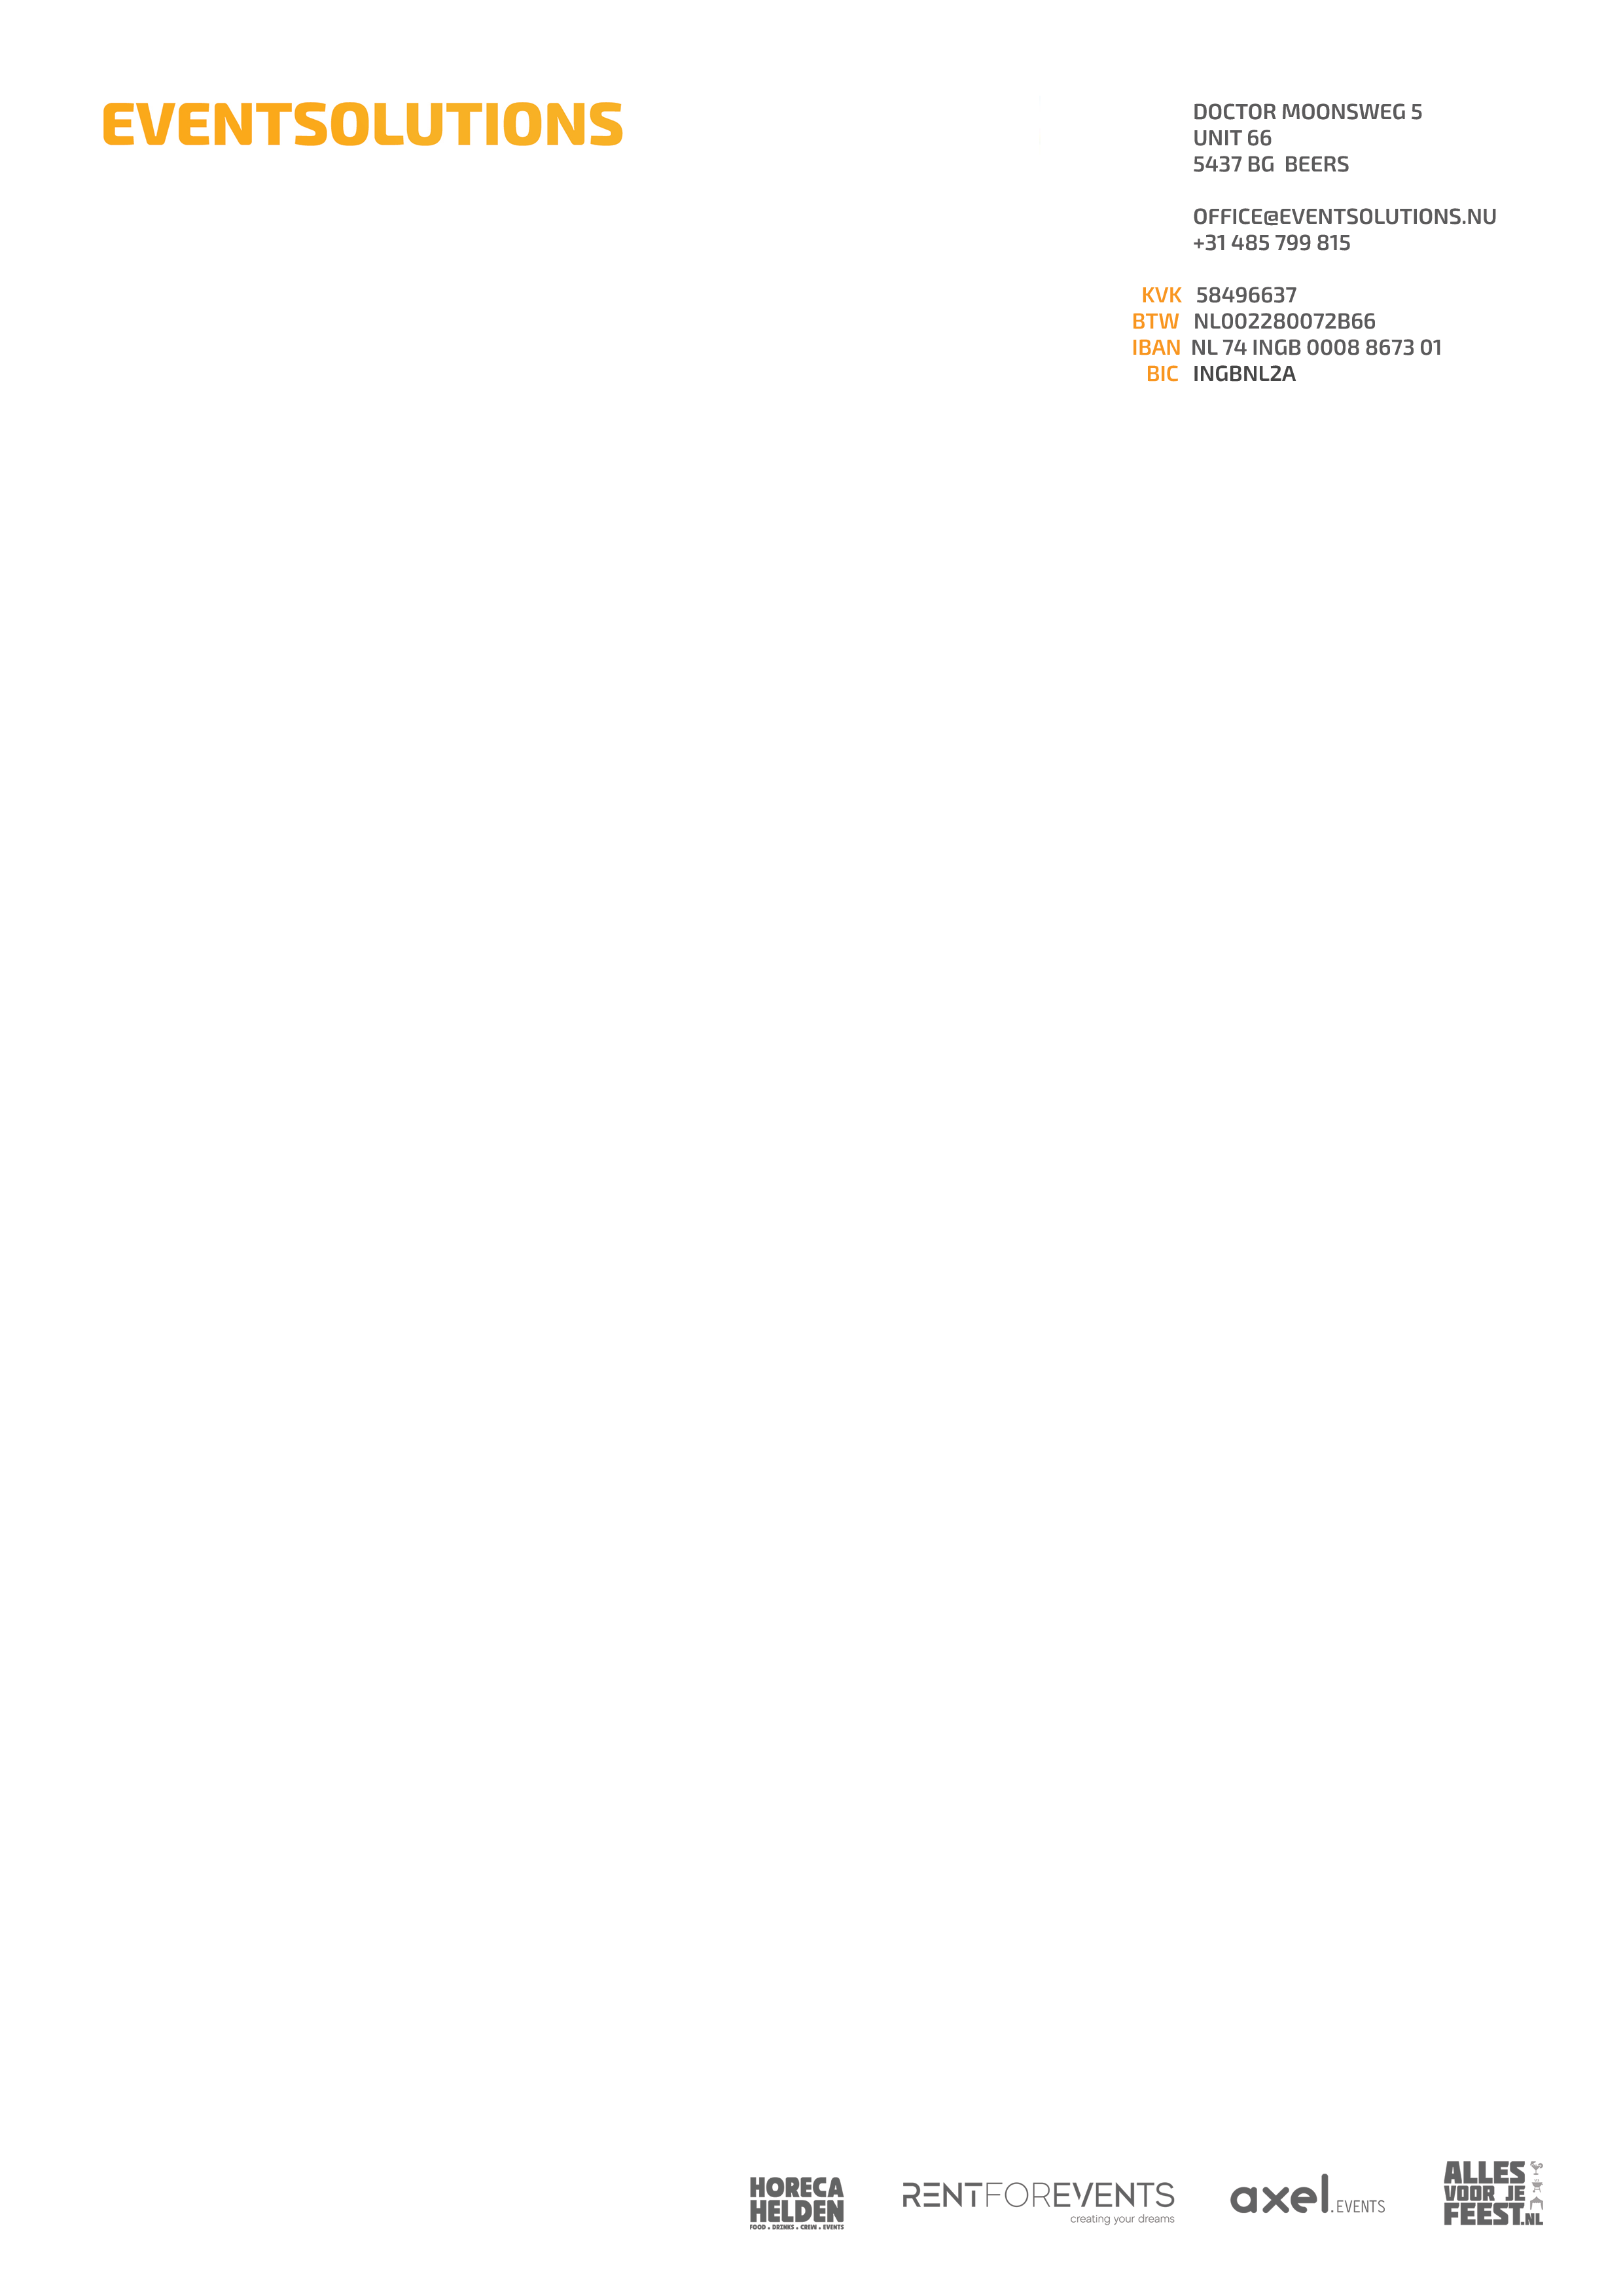 EVENTSOLUTIONS
DOCTOR MOONSWEG 5
UNIT 66
5437 BG  BEERS
OFFICE@EVENTSOLUTIONS.NU
+31 485 799 815
KVK 58496637
BTW NL002280072B66
IBAN NL 74 INGB 0008 8673 01
BIC INGBNL2A
HORECA
HELDEN
FOOD . DRINKS . CREW . EVENTS
RENTFOREVENTS
creating your dreams
axel.EVENTS
ALLES
VOOR JE
FEEST.NL